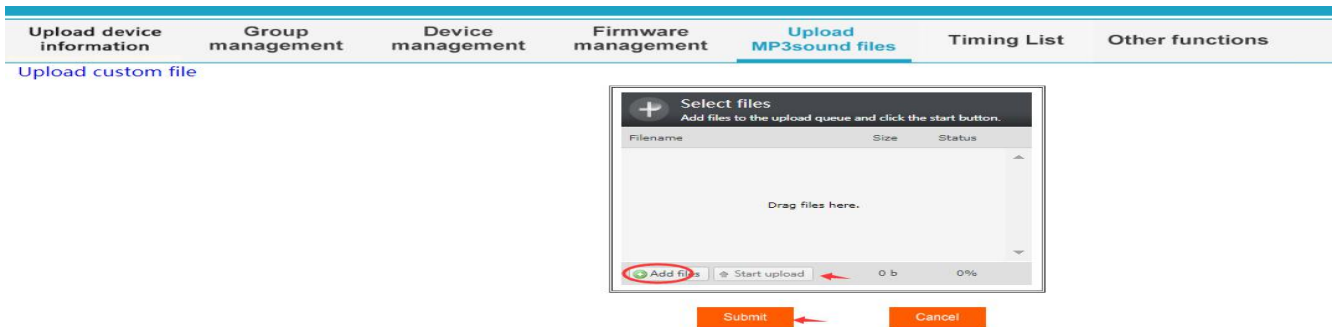 Upload device information
Group management
Device management
Firmware management
Upload MP3sound files
Timing List
Other functions
Upload custom file
Select files
Add files to the upload queue and click the start button.
Filename Size Status
Drag files here.
Add files Start upload 0 b 0%
Submit Cancel